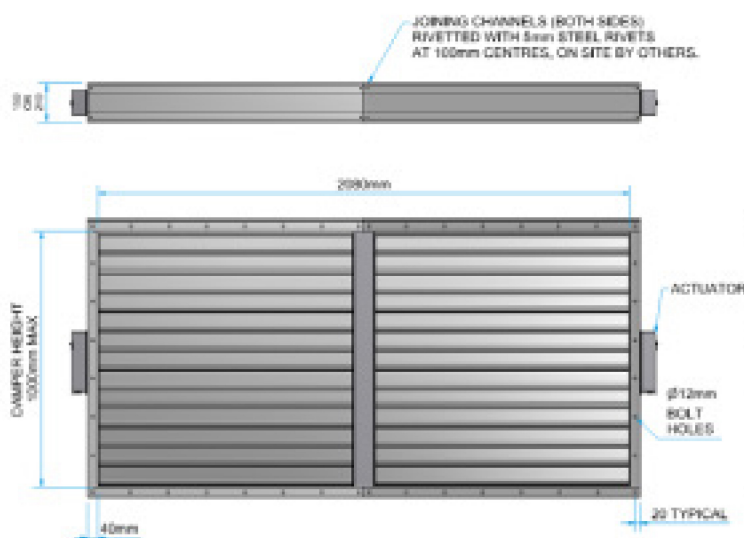 JOINING CHANNELS (BOTH SIDES)
RIVETTED WITH 5mm STEEL RIVETS
AT 100mm CENTRES, ON SITE BY OTHERS.
OR
2080mm
ACTUATOR
DAMPER HEIGHT
1000mm MAX
Ø12mm
BOLT
HOLES
20 TYPICAL
40mm